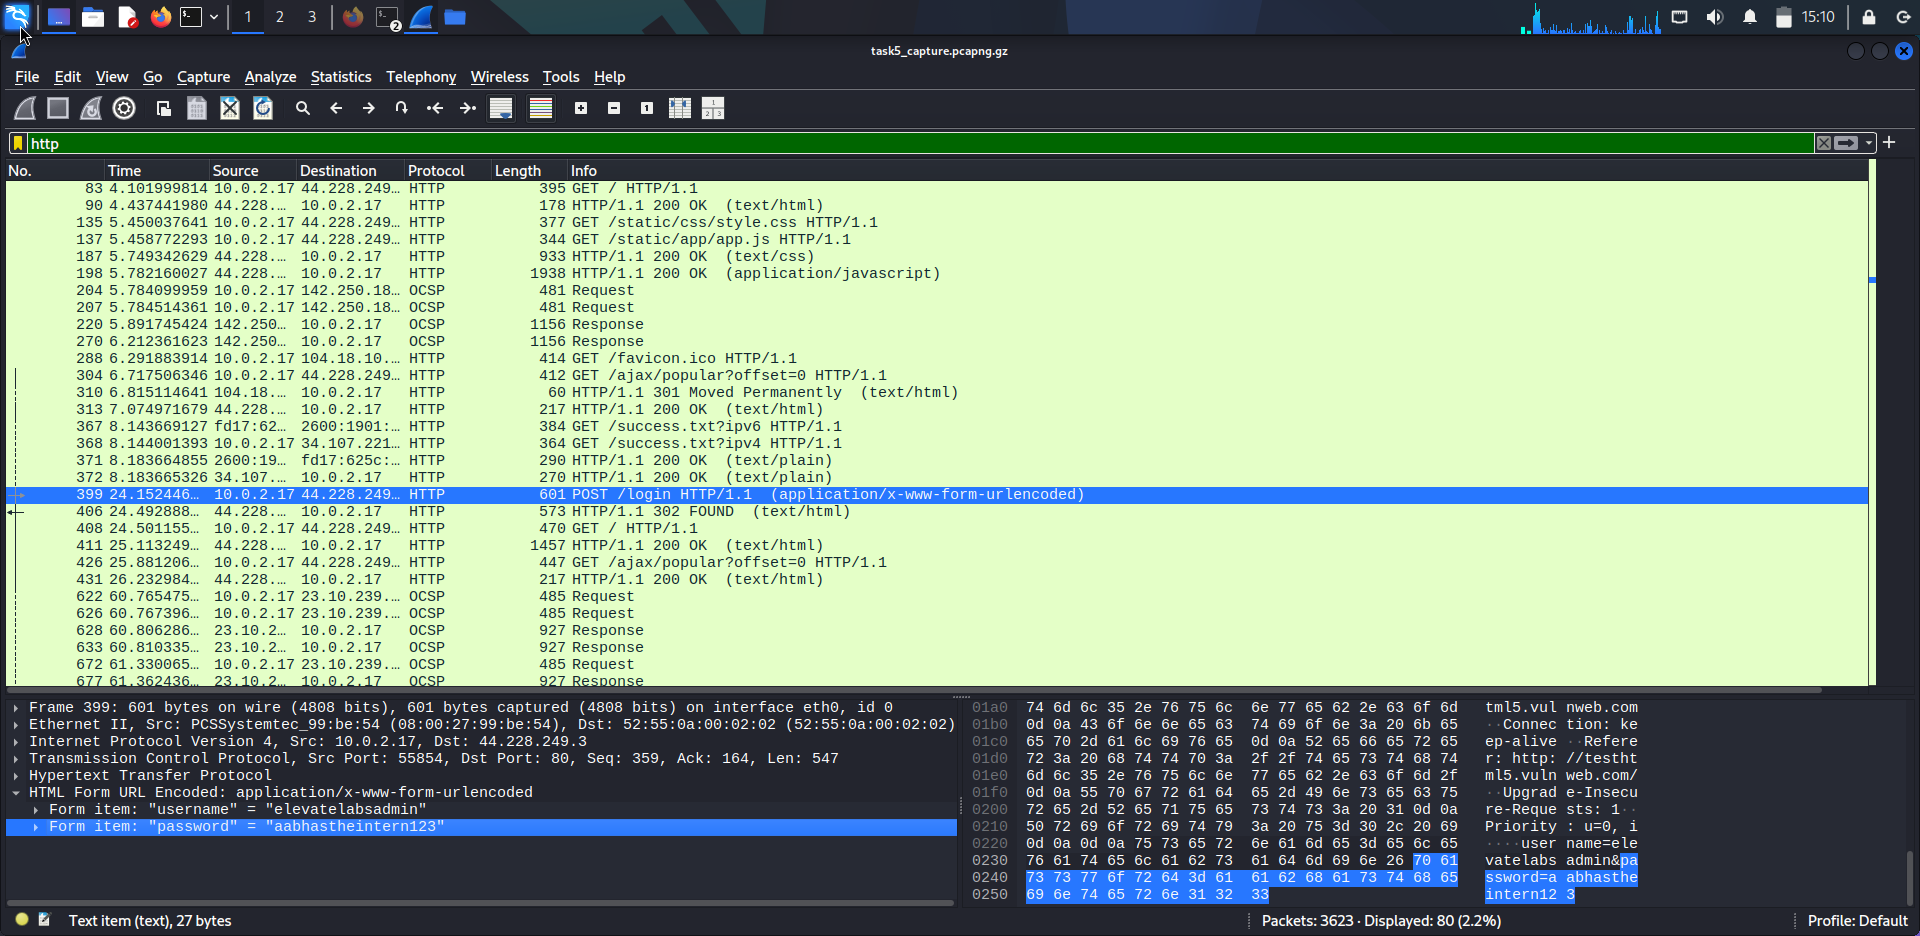 1 2 3 2 15:10
task5_capture.pcapng.gz
File Edit View Go Capture Analyze Statistics Telephony Wireless Tools Help
http
No. Time Source Destination Protocol Length Info
83 4.101999814 10.0.2.17 44.228.249… HTTP 395 GET / HTTP/1.1
90 4.437441980 44.228.… 10.0.2.17 HTTP 178 HTTP/1.1 200 OK (text/html)
135 5.450037641 10.0.2.17 44.228.249… HTTP 377 GET /static/css/style.css HTTP/1.1
137 5.458772293 10.0.2.17 44.228.249… HTTP 344 GET /static/app/app.js HTTP/1.1
187 5.749342629 44.228.… 10.0.2.17 HTTP 933 HTTP/1.1 200 OK (text/css)
198 5.782160027 44.228.… 10.0.2.17 HTTP 1938 HTTP/1.1 200 OK (application/javascript)
204 5.784099959 10.0.2.17 142.250.18… OCSP 481 Request
207 5.784514361 10.0.2.17 142.250.18… OCSP 481 Request
220 5.891745424 142.250… 10.0.2.17 OCSP 1156 Response
270 6.212361623 142.250… 10.0.2.17 OCSP 1156 Response
288 6.291883914 10.0.2.17 104.18.10.… HTTP 414 GET /favicon.ico HTTP/1.1
304 6.717506346 10.0.2.17 44.228.249… HTTP 412 GET /ajax/popular?offset=0 HTTP/1.1
310 6.815114641 104.18.… 10.0.2.17 HTTP 60 HTTP/1.1 301 Moved Permanently (text/html)
313 7.074971679 44.228.… 10.0.2.17 HTTP 217 HTTP/1.1 200 OK (text/html)
367 8.143669127 fd17:62… 2600:1901:… HTTP 384 GET /success.txt?ipv6 HTTP/1.1
368 8.144001393 10.0.2.17 34.107.221… HTTP 364 GET /success.txt?ipv4 HTTP/1.1
371 8.183664855 2600:19… fd17:625c:… HTTP 290 HTTP/1.1 200 OK (text/plain)
372 8.183665326 34.107.… 10.0.2.17 HTTP 270 HTTP/1.1 200 OK (text/plain)
399 24.152446… 10.0.2.17 44.228.249… HTTP 601 POST /login HTTP/1.1 (application/x-www-form-urlencoded)
406 24.492888… 44.228.… 10.0.2.17 HTTP 573 HTTP/1.1 302 FOUND (text/html)
408 24.501155… 10.0.2.17 44.228.249… HTTP 470 GET / HTTP/1.1
411 25.113249… 44.228.… 10.0.2.17 HTTP 1457 HTTP/1.1 200 OK (text/html)
426 25.881206… 10.0.2.17 44.228.249… HTTP 447 GET /ajax/popular?offset=0 HTTP/1.1
431 26.232984… 44.228.… 10.0.2.17 HTTP 217 HTTP/1.1 200 OK (text/html)
622 60.765475… 10.0.2.17 23.10.239.… OCSP 485 Request
626 60.767396… 10.0.2.17 23.10.239.… OCSP 485 Request
628 60.806286… 23.10.2… 10.0.2.17 OCSP 927 Response
633 60.810335… 23.10.2… 10.0.2.17 OCSP 927 Response
672 61.330065… 10.0.2.17 23.10.239.… OCSP 485 Request
677 61.362436… 23.10.2… 10.0.2.17 OCSP 927 Response
Frame 399: 601 bytes on wire (4808 bits), 601 bytes captured (4808 bits) on interface eth0, id 0
Ethernet II, Src: PCSSystemtec_99:be:54 (08:00:27:99:be:54), Dst: 52:55:0a:00:02:02 (52:55:0a:00:02:02)
Internet Protocol Version 4, Src: 10.0.2.17, Dst: 44.228.249.3
Transmission Control Protocol, Src Port: 55854, Dst Port: 80, Seq: 359, Ack: 164, Len: 547
Hypertext Transfer Protocol
HTML Form URL Encoded: application/x-www-form-urlencoded
Form item: "username" = "elevatelabsadmin"
Form item: "password" = "aabhastheintern123"
01a0 74 6d 6c 35 2e 76 75 6c 6e 77 65 62 2e 63 6f 6d tml5.vul nweb.com
01b0 0d 0a 43 6f 6e 6e 65 63 74 69 6f 6e 3a 20 6b 65 ··Connec tion: ke
01c0 65 70 2d 61 6c 69 76 65 0d 0a 52 65 66 65 72 65 ep-alive ··Refere
01d0 72 3a 20 68 74 74 70 3a 2f 2f 74 65 73 74 68 74 r: http: //testht
01e0 6d 6c 35 2e 76 75 6c 6e 77 65 62 2e 63 6f 6d 2f ml5.vuln web.com/
01f0 0d 0a 55 70 67 72 61 64 65 2d 49 6e 73 65 63 75 ··Upgrad e-Insecu
0200 72 65 2d 52 65 71 75 65 73 74 73 3a 20 31 0d 0a re-Reque sts: 1··
0210 50 72 69 6f 72 69 74 79 3a 20 75 3d 30 2c 20 69 Priority : u=0, i
0220 0d 0a 0d 0a 75 73 65 72 6e 61 6d 65 3d 65 6c 65 ····user name=ele
0230 76 61 74 65 6c 61 62 73 61 64 6d 69 6e 26 70 61 vatelabs admin&pa
0240 73 73 77 6f 72 64 3d 61 61 62 68 61 73 74 68 65 ssword=a abhasthe
0250 69 6e 74 65 72 6e 31 32 33 intern12 3
Text item (text), 27 bytes Packets: 3623 · Displayed: 80 (2.2%) Profile: Default